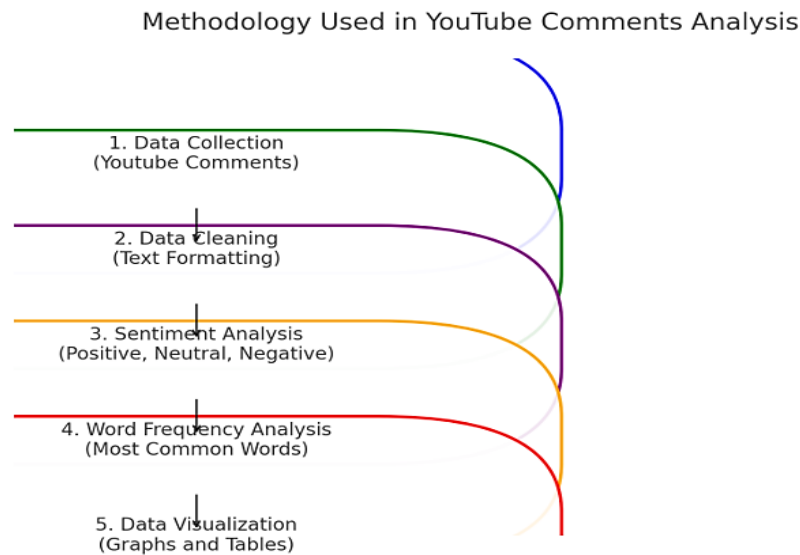 Methodology Used in YouTube Comments Analysis
1. Data Collection
(Youtube Comments)
2. Data Cleaning
(Text Formatting)
3. Sentiment Analysis
(Positive, Neutral, Negative)
4. Word Frequency Analysis
(Most Common Words)
5. Data Visualization
(Graphs and Tables)